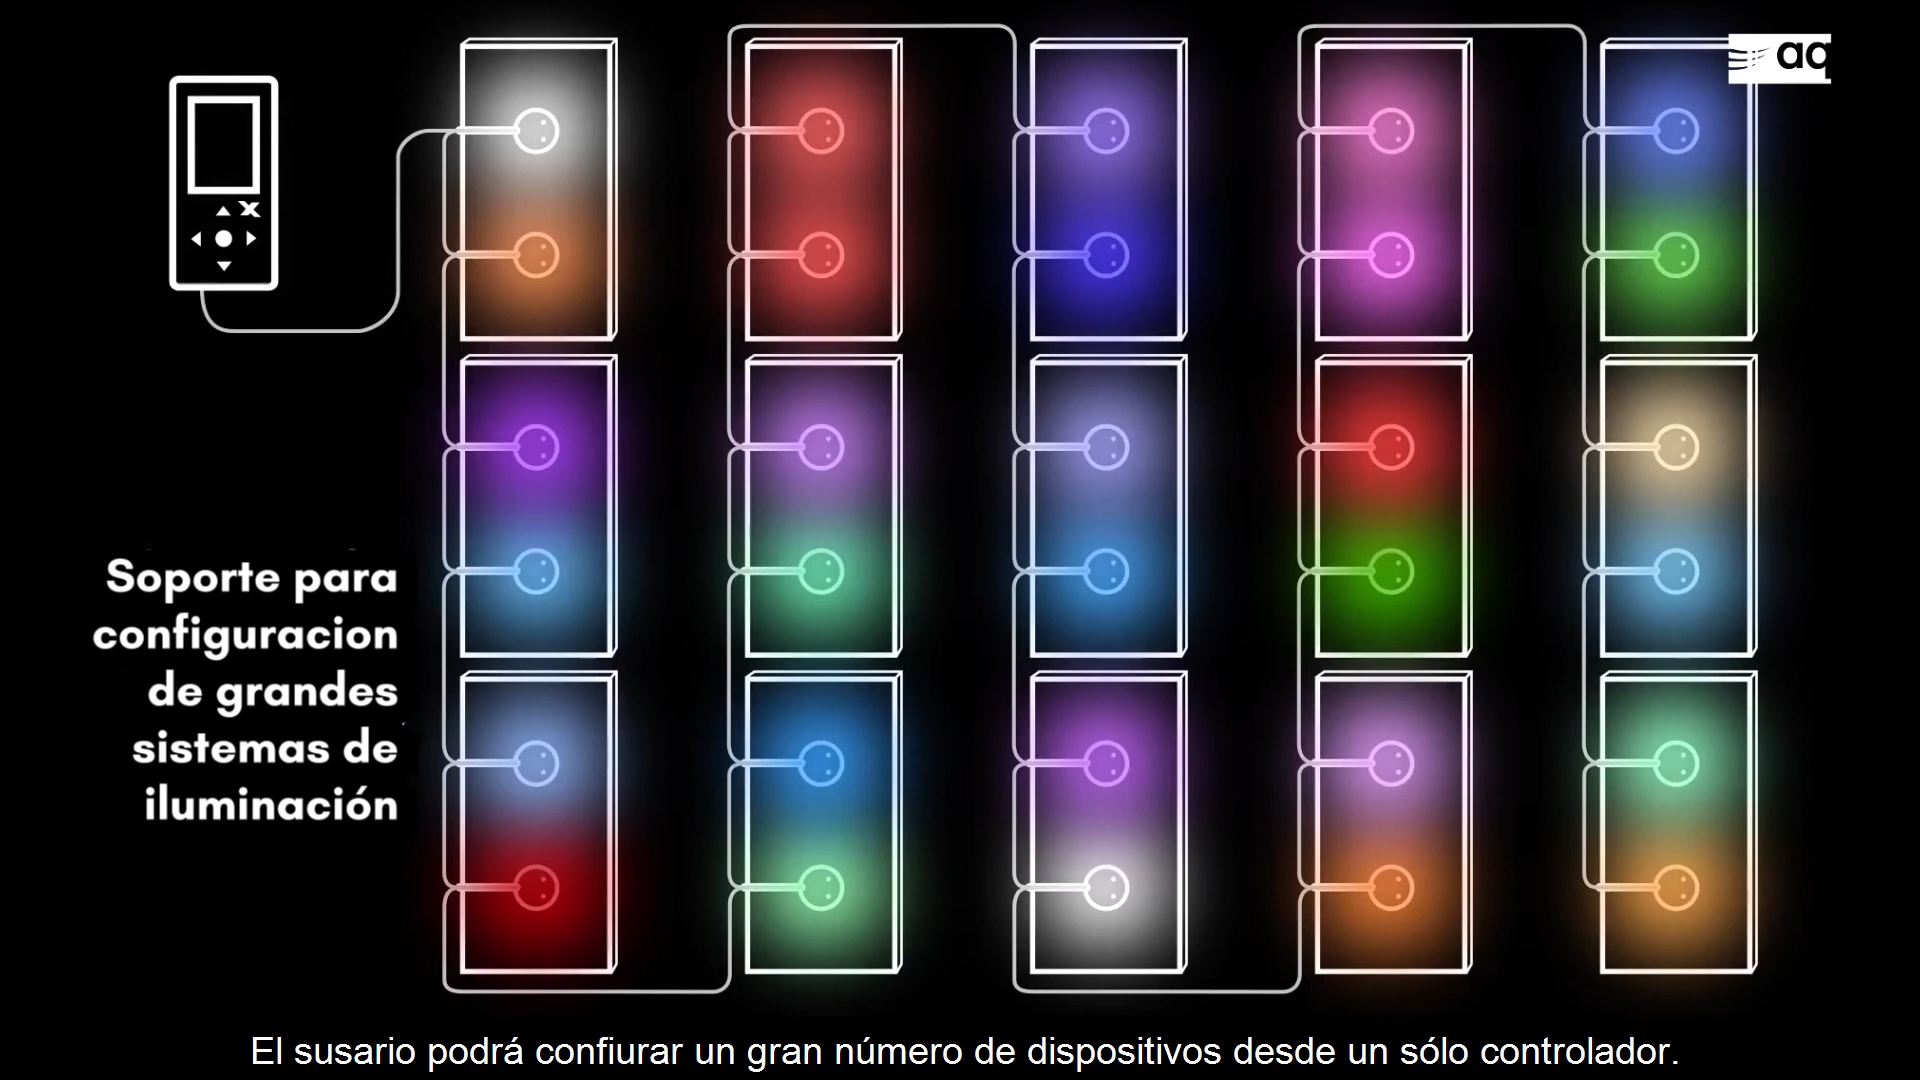 aq
Soporte para
configuracion
de grandes
sistemas de
iluminación
El susario podrá confiurar un gran número de dispositivos desde un sólo controlador.